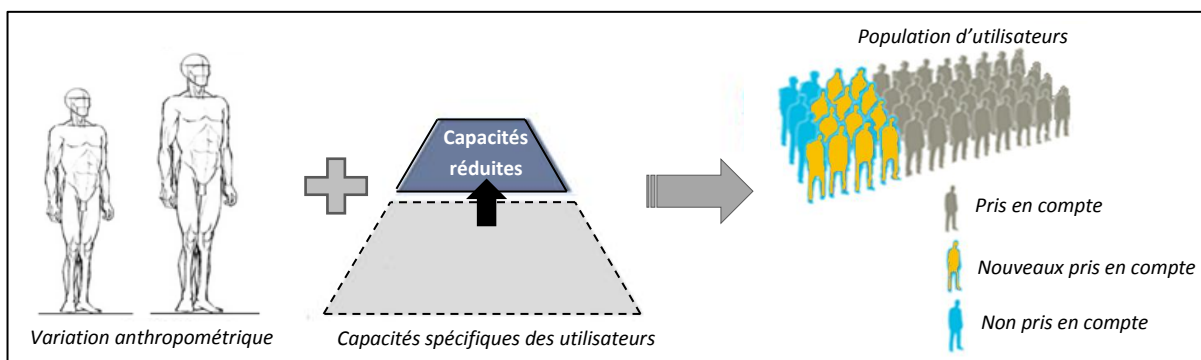 Population d’utilisateurs
Capacités
réduites
Pris en compte
Nouveaux pris en compte
Non pris en compte
Variation anthropométrique
Capacités spécifiques des utilisateurs